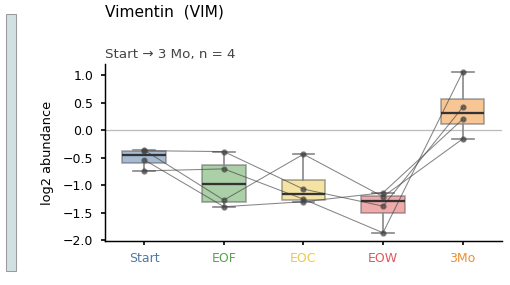 Vimentin  (VIM)
Start → 3 Mo, n = 4
log2 abundance
1.0
0.5
0.0
−0.5
−1.0
−1.5
−2.0
Start EOF EOC EOW 3Mo